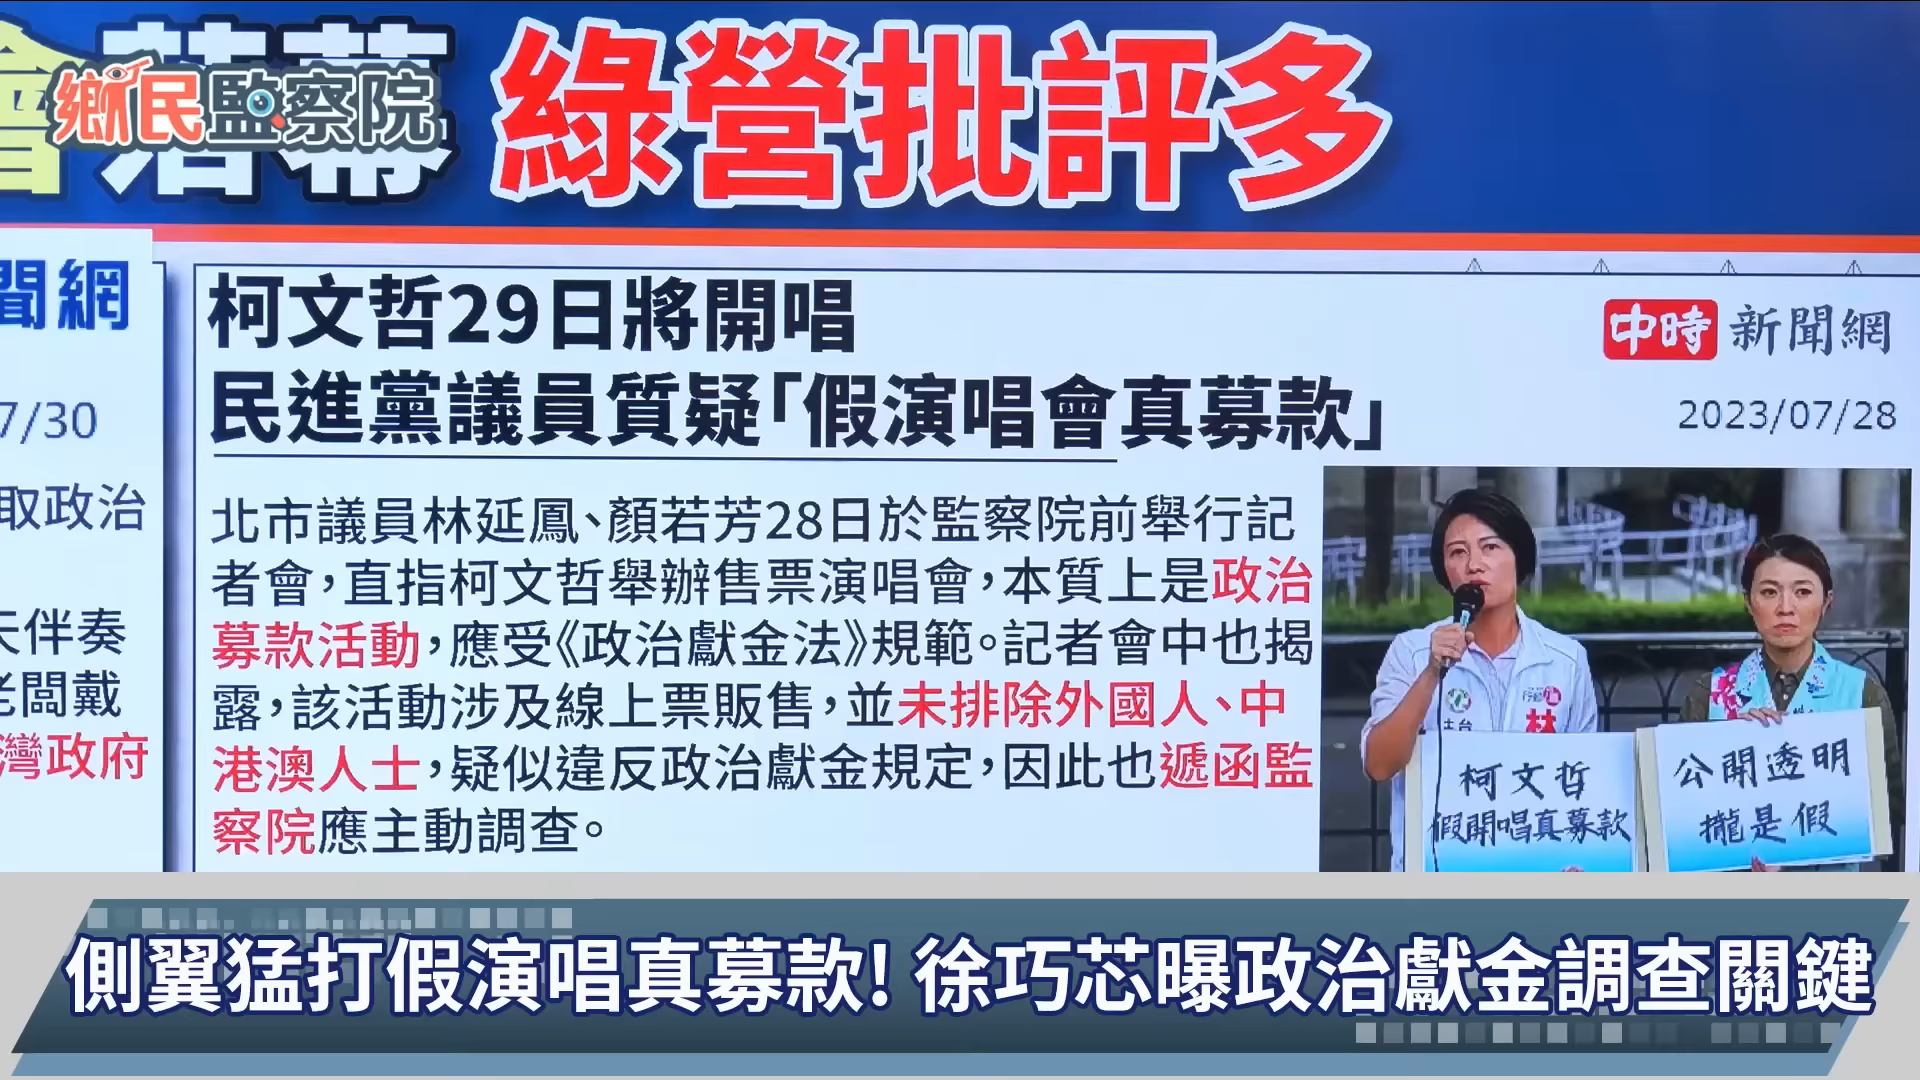 會落幕 綠營批評多
鄉民監察院
聞網
7/30
取政治
天伴奏
老闆戴
灣政府
柯文哲29日將開唱
民進黨議員質疑「假演唱會真募款」
中時新聞網
2023/07/28
北市議員林延鳳、顏若芳28日於監察院前舉行記
者會,直指柯文哲舉辦售票演唱會,本質上是政治
募款活動,應受《政治獻金法》規範。記者會中也揭
露,該活動涉及線上票販售,並未排除外國人、中
港澳人士,疑似違反政治獻金規定,因此也遞函監
察院應主動調查。
林
柯文哲
假開唱真募款
公開透明
攏是假
側翼猛打假演唱真募款! 徐巧芯曝政治獻金調查關鍵